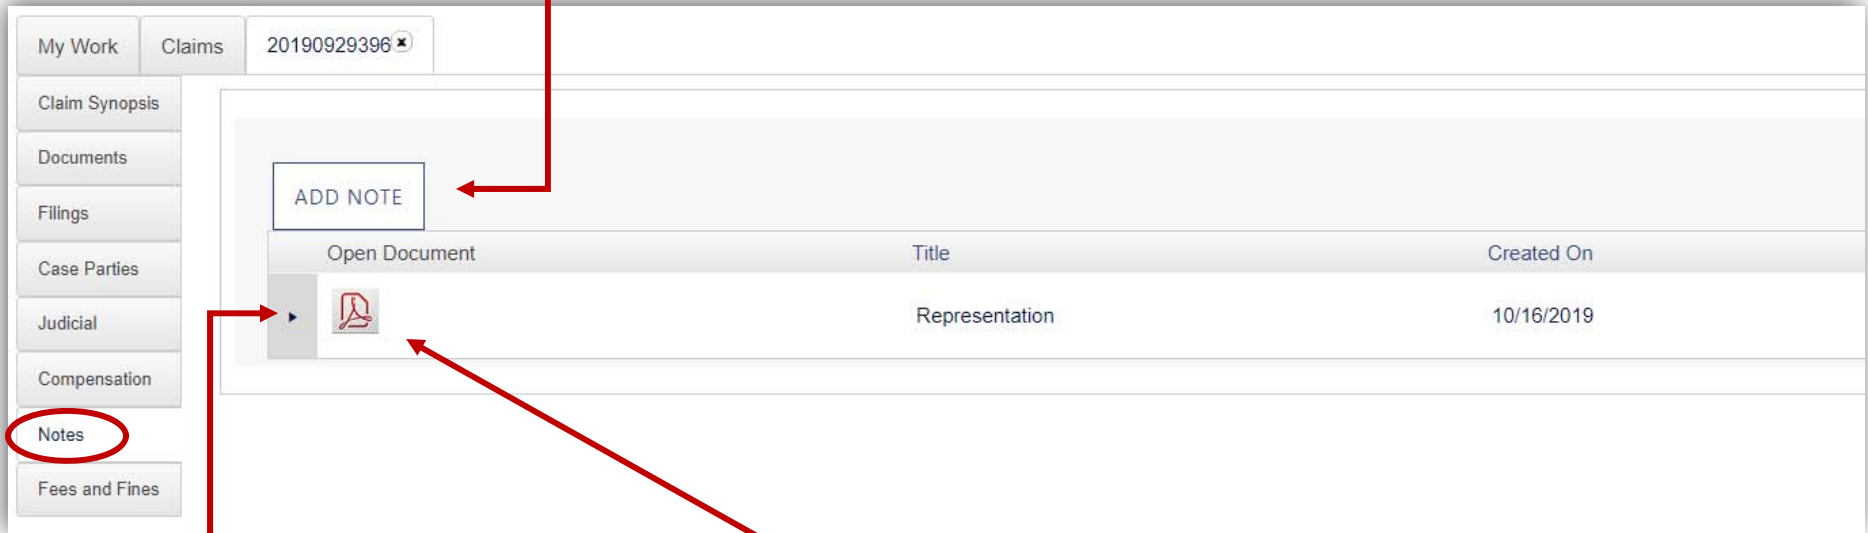 My Work Claims 20190929396
Claim Synopsis
Documents
Filings
Case Parties
Judicial
Compensation
Notes
Fees and Fines
ADD NOTE
Open Document Title Created On
Representation 10/16/2019